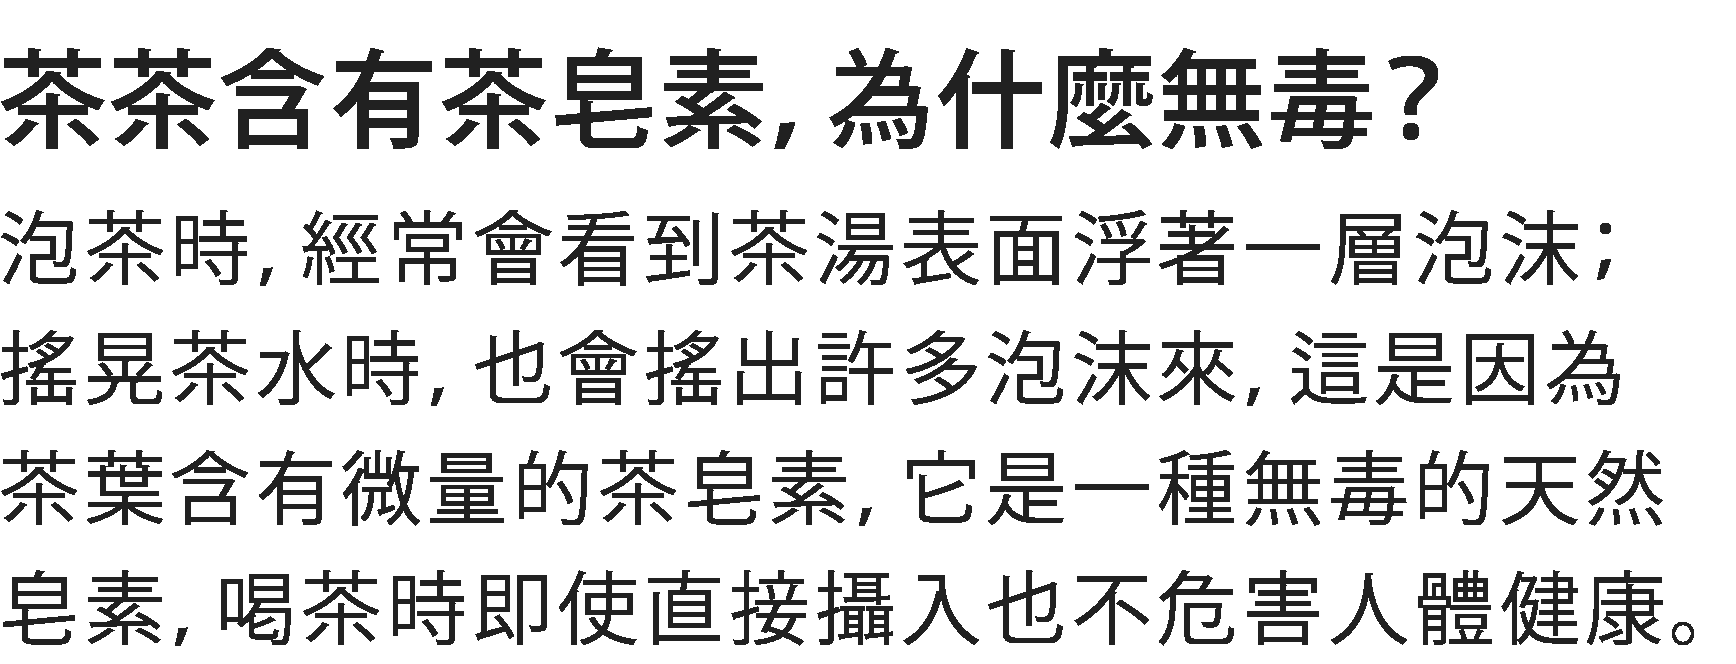 茶茶含有茶皂素, 為什麼無毒?
泡茶時, 經常會看到茶湯表面浮著一層泡沫;
搖晃茶水時, 也會搖出許多泡沫來, 這是因為
茶葉含有微量的茶皂素, 它是一種無毒的天然
皂素, 喝茶時即使直接攝入也不危害人體健康。